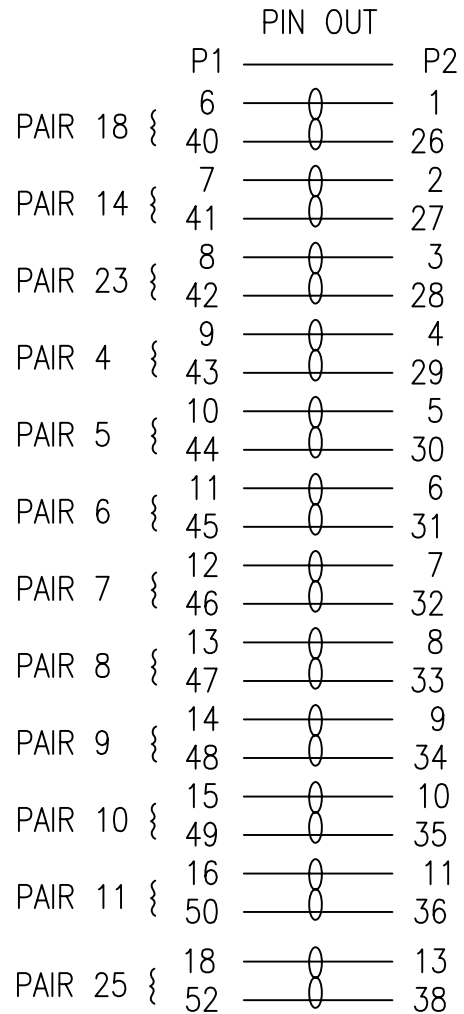 PIN OUT
P1 P2
PAIR 18 { 6 1
40 26
PAIR 14 { 7 2
41 27
PAIR 23 { 8 3
42 28
PAIR 4 { 9 4
43 29
PAIR 5 { 10 5
44 30
PAIR 6 { 11 6
45 31
PAIR 7 { 12 7
46 32
PAIR 8 { 13 8
47 33
PAIR 9 { 14 9
48 34
PAIR 10 { 15 10
49 35
PAIR 11 { 16 11
50 36
PAIR 25 { 18 13
52 38